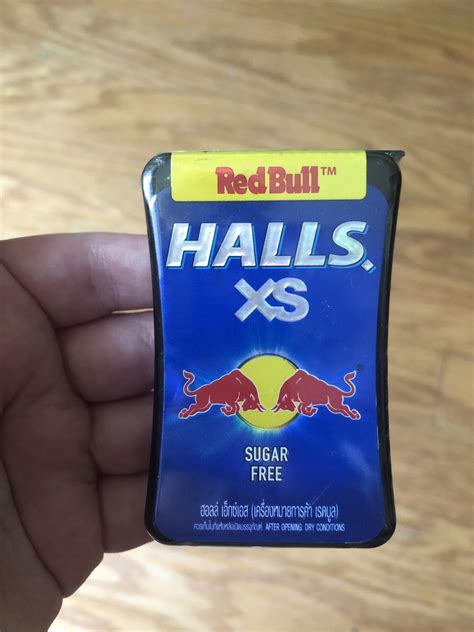 Red Bull™
HALLS.
XS
®
SUGAR
FREE
ฮอลล์ เอ็กซ์เอส (เครื่องหมายการค้า เรดบูล)
AFTER OPENING: DRY CONDITIONS